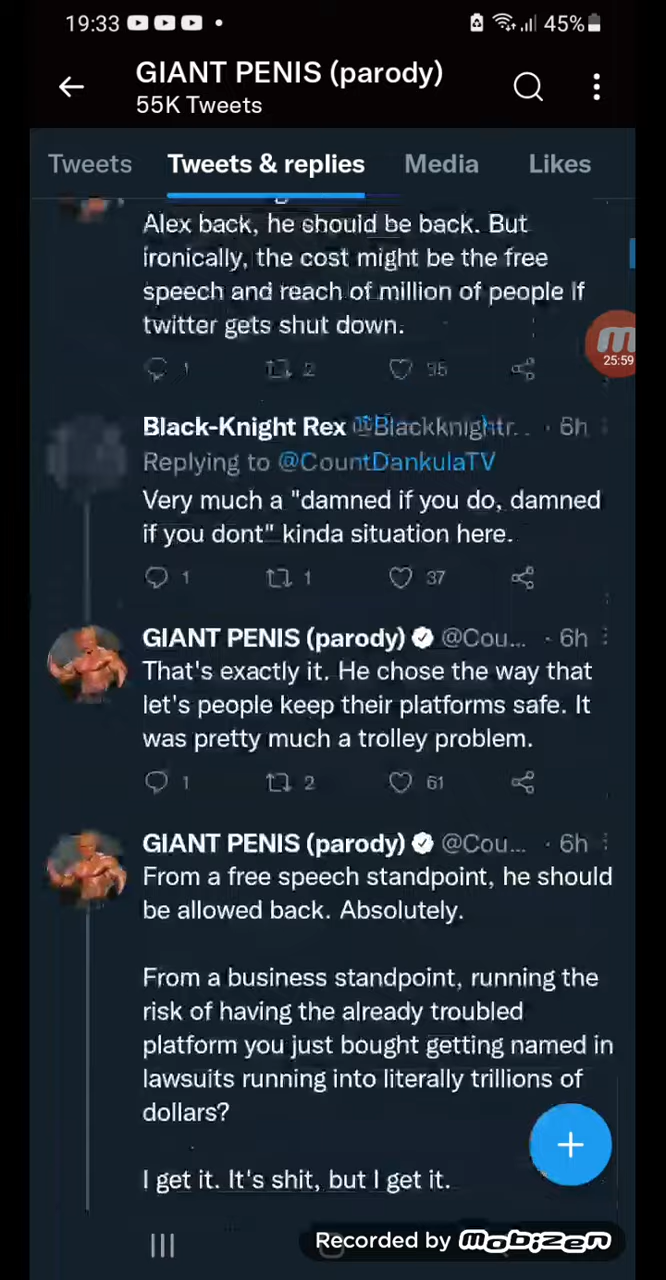 19:33
45%
GIANT PENIS (parody)
55K Tweets
Tweets
Tweets & replies
Media
Likes
Alex back, he should be back. But
ironically, the cost might be the free
speech and reach of million of people If
twitter gets shut down.
1
2
25:59
Black-Knight Rex @Blackknightr... · 6h
Replying to @CountDankulaTV
Very much a "damned if you do, damned
if you dont" kinda situation here.
1
1
37
GIANT PENIS (parody) @Cou... · 6h
That's exactly it. He chose the way that
let's people keep their platforms safe. It
was pretty much a trolley problem.
1
2
61
GIANT PENIS (parody) @Cou... · 6h
From a free speech standpoint, he should
be allowed back. Absolutely.
From a business standpoint, running the
risk of having the already troubled
platform you just bought getting named in
lawsuits running into literally trillions of
dollars?
I get it. It's shit, but I get it.
Recorded by mobizen